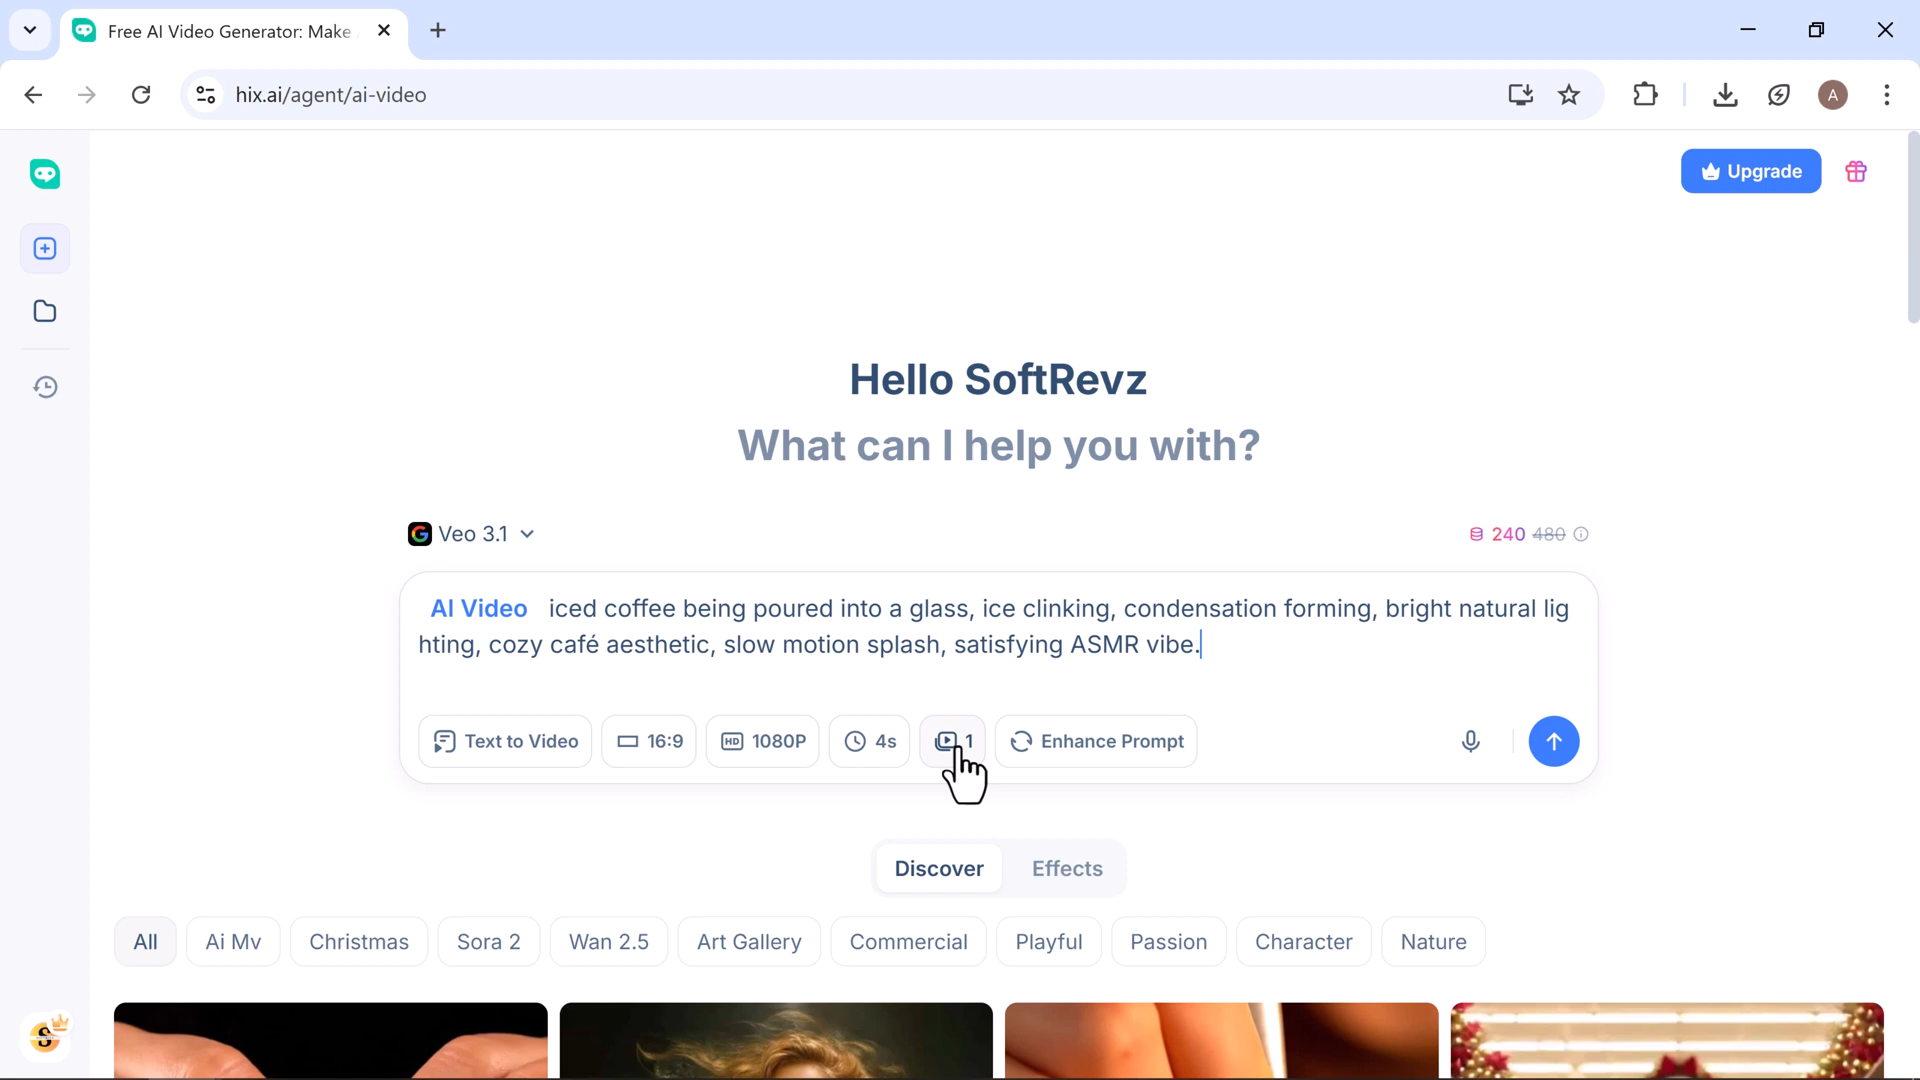 Free AI Video Generator: Make
hix.ai/agent/ai-video
A
Upgrade
Hello SoftRevz
What can I help you with?
G Veo 3.1
240 480
AI Video iced coffee being poured into a glass, ice clinking, condensation forming, bright natural lig
hting, cozy café aesthetic, slow motion splash, satisfying ASMR vibe.
Text to Video
16:9
HD 1080P
4s
1
Enhance Prompt
Discover
Effects
All
Ai Mv
Christmas
Sora 2
Wan 2.5
Art Gallery
Commercial
Playful
Passion
Character
Nature
S